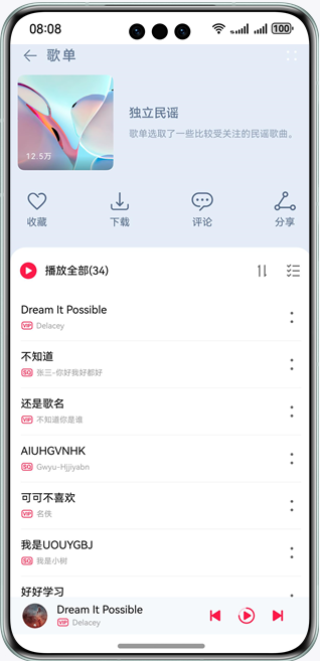 08:08
100
歌单
独立民谣
歌单选取了一些比较受关注的民谣歌曲。
12.5万
收藏
下载
评论
分享
播放全部(34)
Dream It Possible
VIP Delacey
不知道
SQ 张三-你好我好都好
还是歌名
VIP 不知道你是谁
AIUHGVNHK
SQ Gwyu-Hjjiyabn
可可不喜欢
VIP 名佚
我是UOUYGBJ
SQ 我是小树
好好学习
Dream It Possible
VIP Delacey